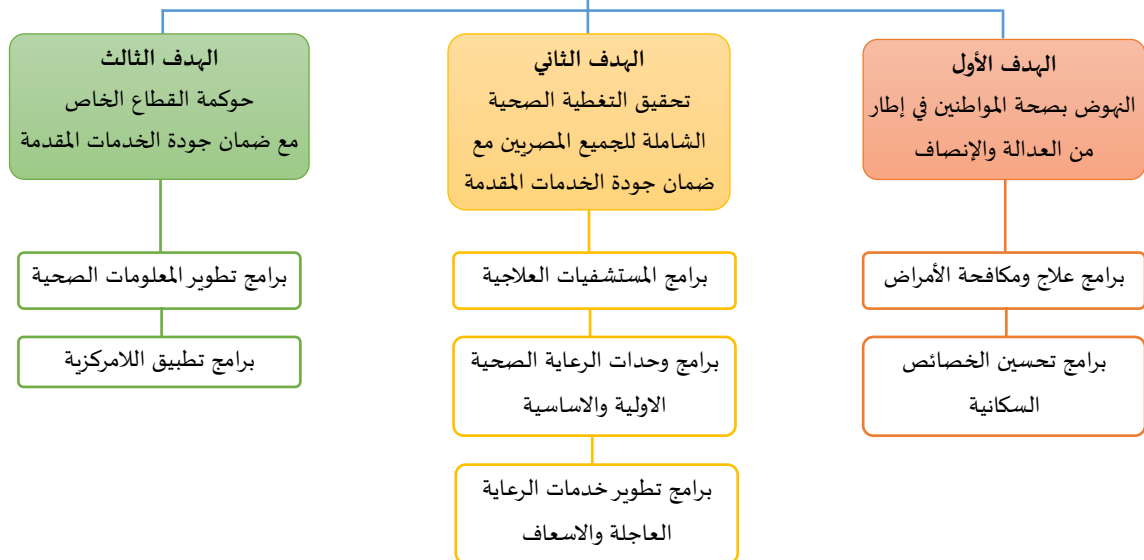 الهدف الأول
النهوض بصحة المواطنين في إطار
من العدالة والإنصاف
برامج علاج ومكافحة الأمراض
برامج تحسين الخصائص
السكانية
الهدف الثاني
تحقيق التغطية الصحية
الشاملة للجميع المصريين مع
ضمان جودة الخدمات المقدمة
برامج المستشفيات العلاجية
برامج وحدات الرعاية الصحية
الاولية والاساسية
برامج تطوير خدمات الرعاية
العاجلة والاسعاف
الهدف الثالث
حوكمة القطاع الخاص
مع ضمان جودة الخدمات المقدمة
برامج تطوير المعلومات الصحية
برامج تطبيق اللامركزية